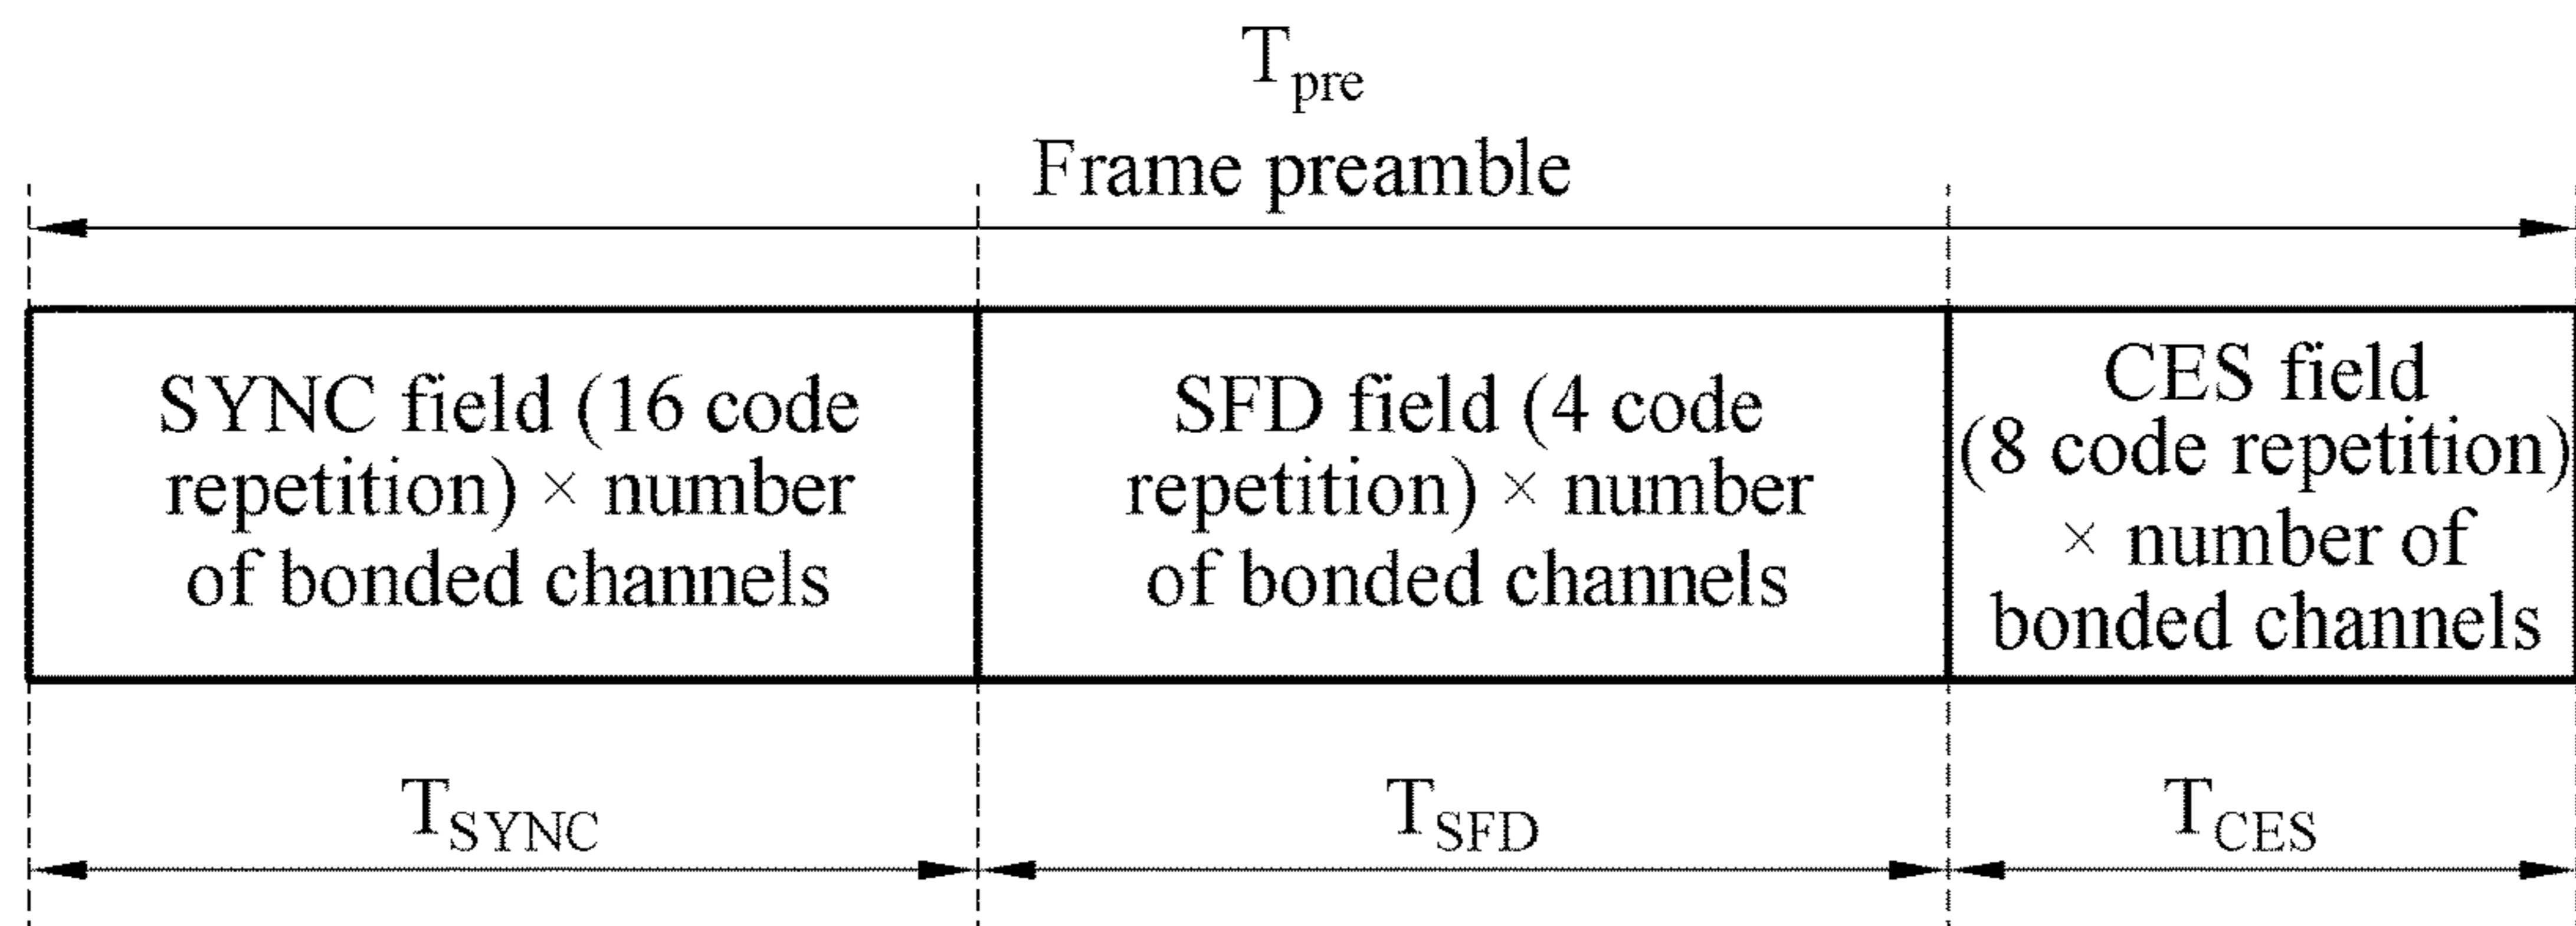 T_pre
Frame preamble
SYNC field (16 code
repetition) × number
of bonded channels
SFD field (4 code
repetition) × number
of bonded channels
CES field
(8 code repetition)
× number of
bonded channels
T_SYNC
T_SFD
T_CES